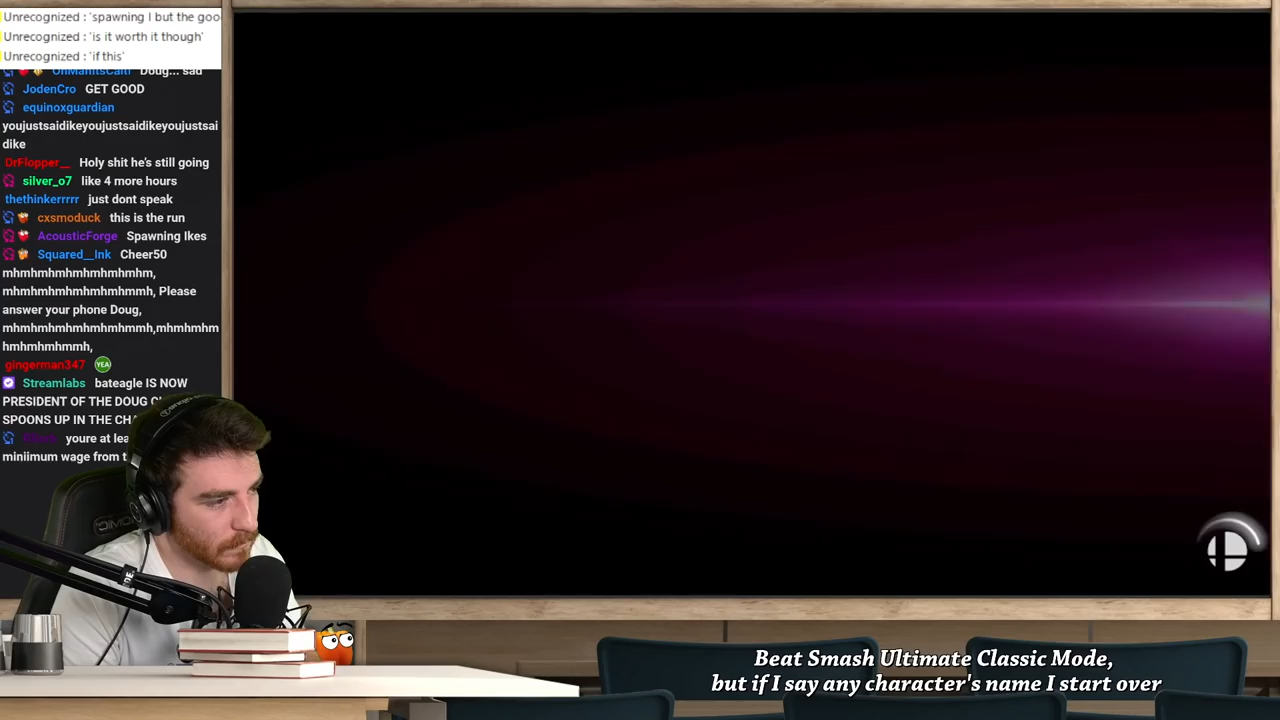 Unrecognized : 'spawning I but the goo
Unrecognized : 'is it worth it though'
Unrecognized : 'if this'
OhManItsCaiti Doug... sad
JodenCro GET GOOD
equinoxguardian
youjustsaidikeyoujustsaidikeyoujustsai
dike
DrFlopper__ Holy shit he's still going
silver_o7 like 4 more hours
thethinkerrrrr just dont speak
cxsmoduck this is the run
AcousticForge Spawning Ikes
Squared__Ink Cheer50
mhmhmhmhmhmhmhmhm,
mhmhmhmhmhmhmhmmh, Please
answer your phone Doug,
mhmhmhmhmhmhmhmmh,mhmhmhm
hmhmhmhmmh,
gingerman347 YEA
Streamlabs bateagle IS NOW
PRESIDENT OF THE DOUG
SPOONS UP IN THE
youre at
miniimum wage from
Beat Smash Ultimate Classic Mode,
but if I say any character's name I start over